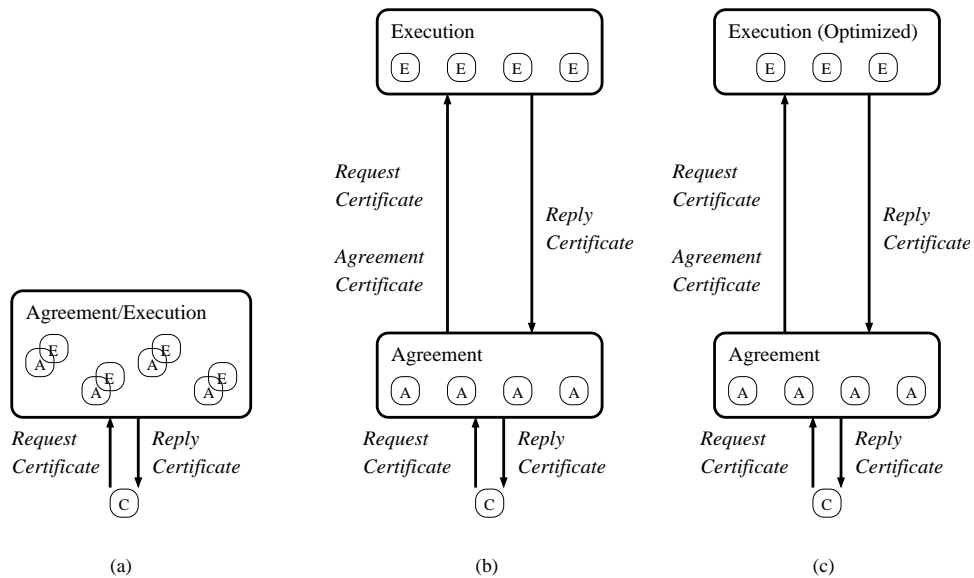 Agreement/Execution
E
A
E
A
E
A
E
A
Request
Certificate
Reply
Certificate
C
(a)
Execution
E E E E
Request
Certificate
Agreement
Certificate
Reply
Certificate
Agreement
A A A A
Request
Certificate
Reply
Certificate
C
(b)
Execution (Optimized)
E E E
Request
Certificate
Agreement
Certificate
Reply
Certificate
Agreement
A A A A
Request
Certificate
Reply
Certificate
C
(c)